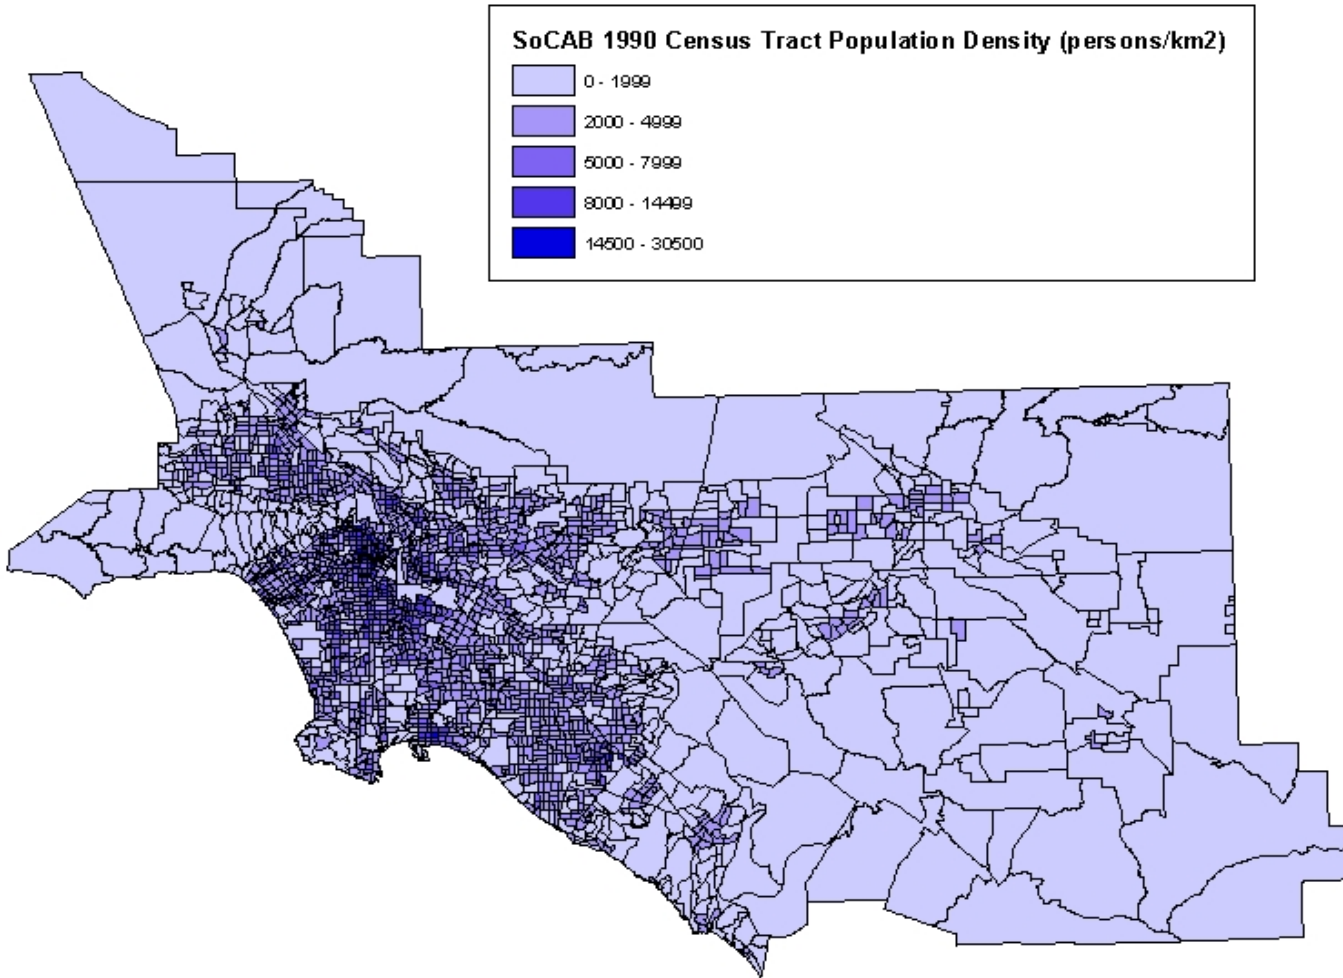 SoCAB 1990 Census Tract Population Density (persons/km2)
0 - 1999
2000 - 4999
5000 - 7999
8000 - 14499
14500 - 30500